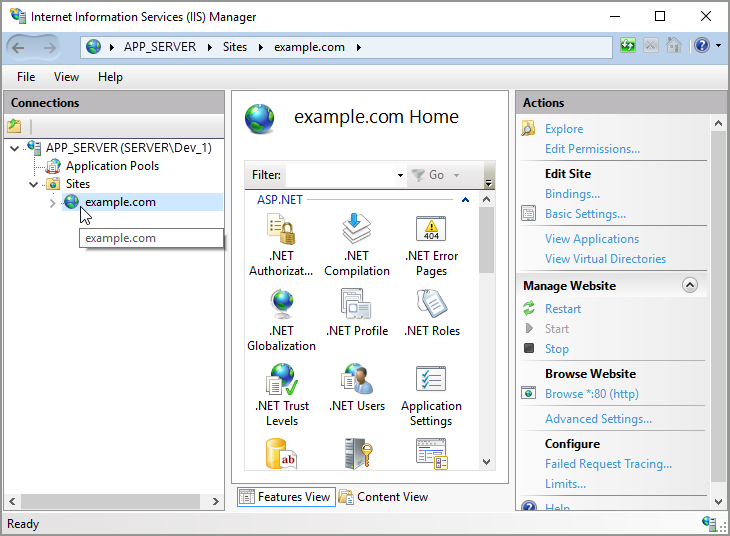 Internet Information Services (IIS) Manager
APP_SERVER Sites example.com
File View Help
Connections
APP_SERVER (SERVER\Dev_1)
Application Pools
Sites
example.com
example.com
example.com Home
Filter: Go
ASP.NET
.NET Authorizat...
.NET Compilation
.NET Error Pages
404
.NET Globalization
.NET Profile
.NET Roles
.NET Trust Levels
.NET Users
Application Settings
ab
Features View Content View
Actions
Explore
Edit Permissions...
Edit Site
Bindings...
Basic Settings...
View Applications
View Virtual Directories
Manage Website
Restart
Start
Stop
Browse Website
Browse *:80 (http)
Advanced Settings...
Configure
Failed Request Tracing...
Limits...
Help
Ready